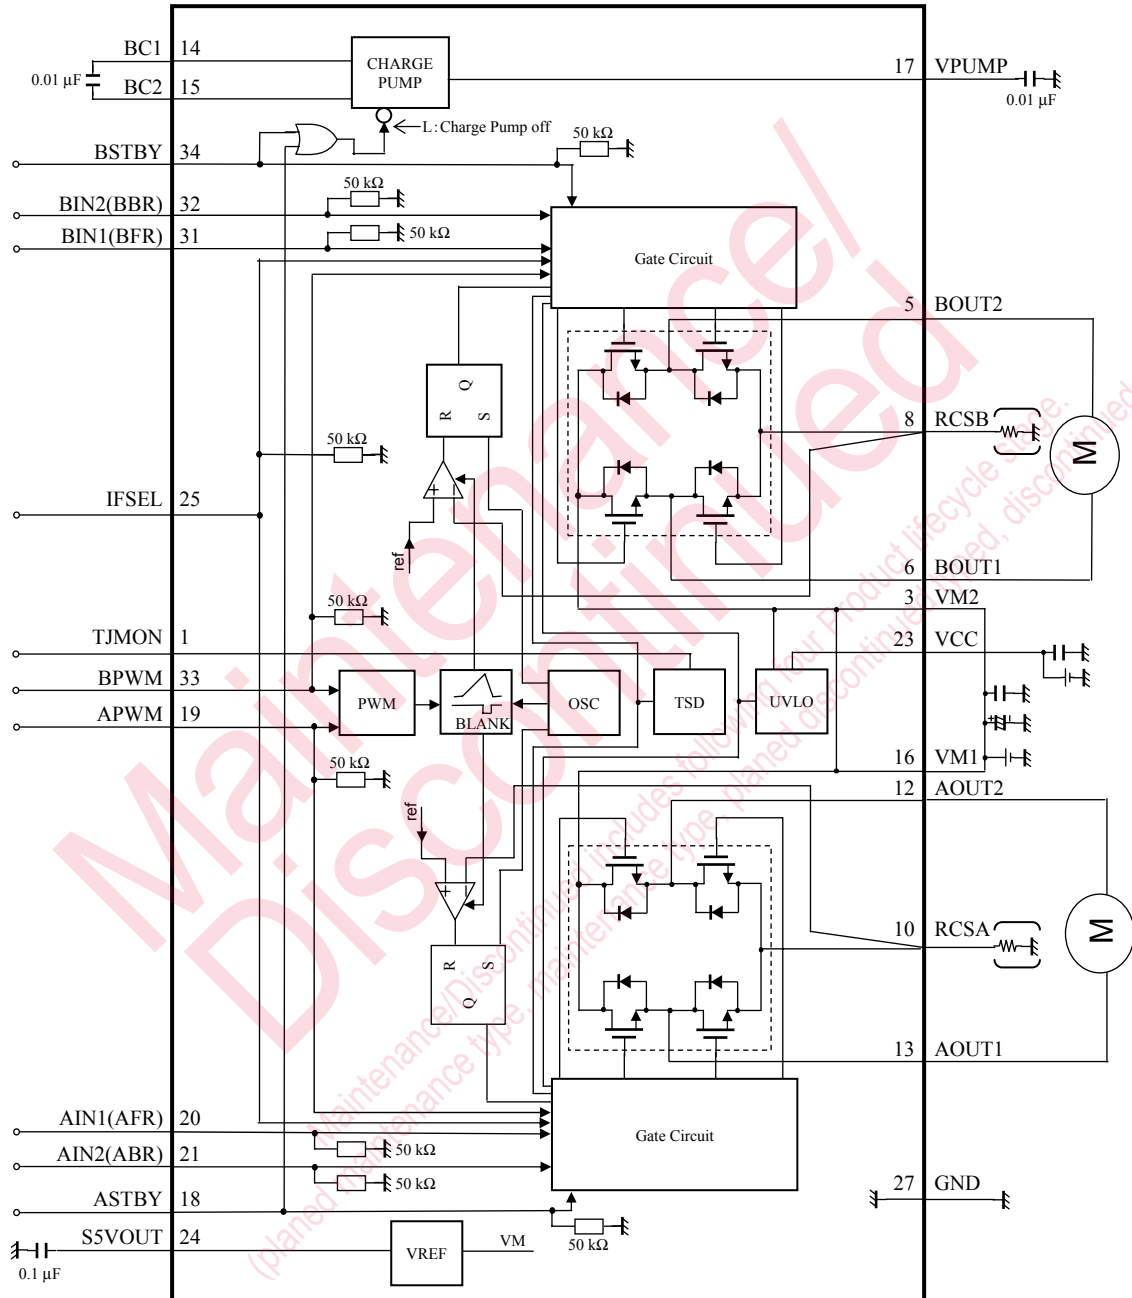 BC1 14
0.01 µF
BC2 15
CHARGE
PUMP
17 VPUMP
0.01 µF
L : Charge Pump off
BSTBY 34
50 kΩ
BIN2(BBR) 32
50 kΩ
BIN1(BFR) 31
50 kΩ
Gate Circuit
5 BOUT2
Q
R S
8 RCSB
M
50 kΩ
IFSEL 25
+ −
ref
6 BOUT1
50 kΩ
3 VM2
TJMON 1
23 VCC
BPWM 33
PWM
BLANK
OSC
TSD
UVLO
APWM 19
+
16 VM1
50 kΩ
12 AOUT2
ref
+ −
R S
Q
10 RCSA
M
13 AOUT1
AIN1(AFR) 20
50 kΩ
Gate Circuit
AIN2(ABR) 21
50 kΩ
27 GND
ASTBY 18
50 kΩ
S5VOUT 24
VREF
VM
0.1 µF
Maintenance/
Discontinued
Maintenance/Discontinued includes following four Product lifecycle stage.
(planed maintenance type, maintenance type, planed discontinued typed, discontinued